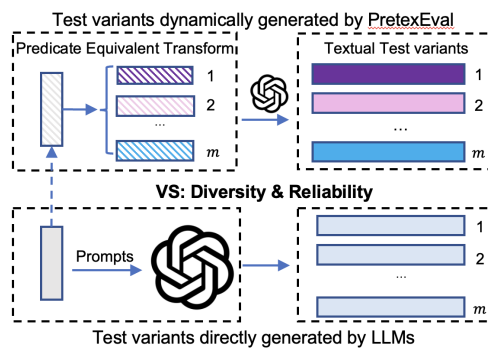 Test variants dynamically generated by PretexEval
Predicate Equivalent Transform
Textual Test variants
1
2
...
m
1
2
...
m
VS: Diversity & Reliability
Prompts
1
2
...
m
Test variants directly generated by LLMs